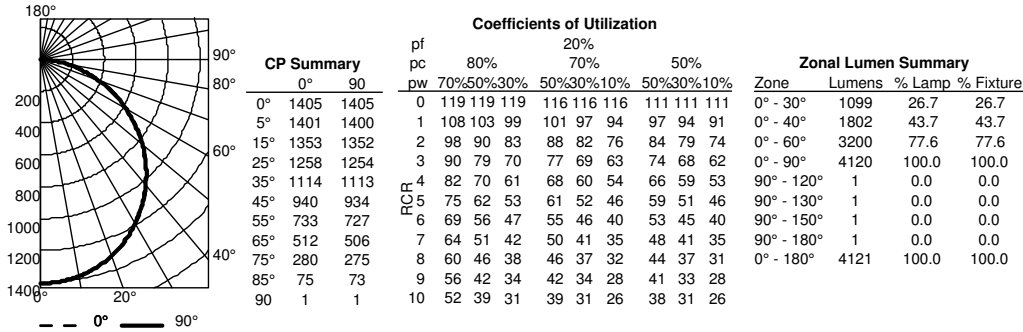 180°
90°
80°
60°
40°
200
400
600
800
1000
1200
1400
0°
20°
0° 90°
CP Summary
0° 90
0° 1405 1405
5° 1401 1400
15° 1353 1352
25° 1258 1254
35° 1114 1113
45° 940 934
55° 733 727
65° 512 506
75° 280 275
85° 75 73
90 1 1
Coefficients of Utilization
pf 20%
pc 80% 70% 50%
pw 70%50%30% 50%30%10% 50%30%10%
RCR
0 119 119 119 116 116 116 111 111 111
1 108 103 99 101 97 94 97 94 91
2 98 90 83 88 82 76 84 79 74
3 90 79 70 77 69 63 74 68 62
4 82 70 61 68 60 54 66 59 53
5 75 62 53 61 52 46 59 51 46
6 69 56 47 55 46 40 53 45 40
7 64 51 42 50 41 35 48 41 35
8 60 46 38 46 37 32 44 37 31
9 56 42 34 42 34 28 41 33 28
10 52 39 31 39 31 26 38 31 26
Zonal Lumen Summary
Zone Lumens % Lamp % Fixture
0° - 30° 1099 26.7 26.7
0° - 40° 1802 43.7 43.7
0° - 60° 3200 77.6 77.6
0° - 90° 4120 100.0 100.0
90° - 120° 1 0.0 0.0
90° - 130° 1 0.0 0.0
90° - 150° 1 0.0 0.0
90° - 180° 1 0.0 0.0
0° - 180° 4121 100.0 100.0